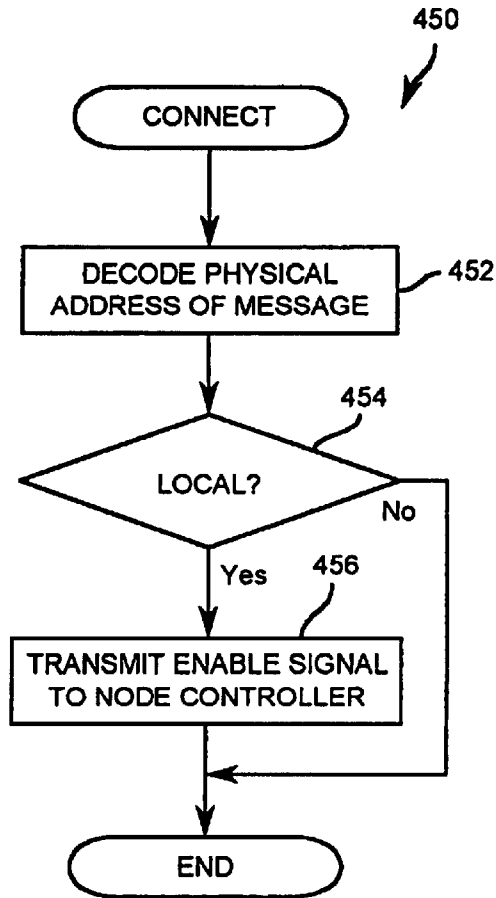 450
CONNECT
DECODE PHYSICAL
ADDRESS OF MESSAGE
452
454
LOCAL?
No
Yes
456
TRANSMIT ENABLE SIGNAL
TO NODE CONTROLLER
END